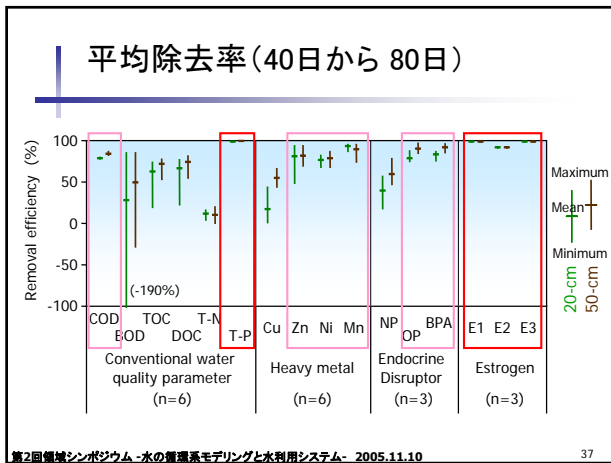 平均除去率(40日から 80日)
Removal efficiency (%)
100
50
0
-50
-100
(-190%)
COD
BOD
TOC
DOC
T-N
T-P
Cu
Zn
Ni
Mn
NP
OP
BPA
E1
E2
E3
Conventional water
quality parameter
(n=6)
Heavy metal
(n=6)
Endocrine
Disruptor
(n=3)
Estrogen
(n=3)
Maximum
Mean
Minimum
20-cm
50-cm
第2回領域シンポジウム -水の循環系モデリングと水利用システム- 2005.11.10
37